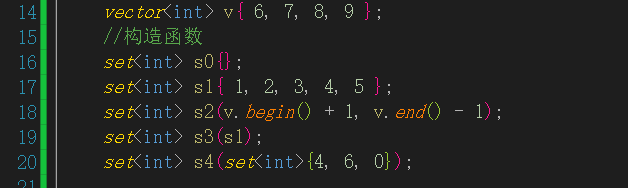 14 vector<int> v{ 6, 7, 8, 9 };
15 //构造函数
16 set<int> s0{};
17 set<int> s1{ 1, 2, 3, 4, 5 };
18 set<int> s2(v.begin() + 1, v.end() - 1);
19 set<int> s3(s1);
20 set<int> s4(set<int>{4, 6, 0});